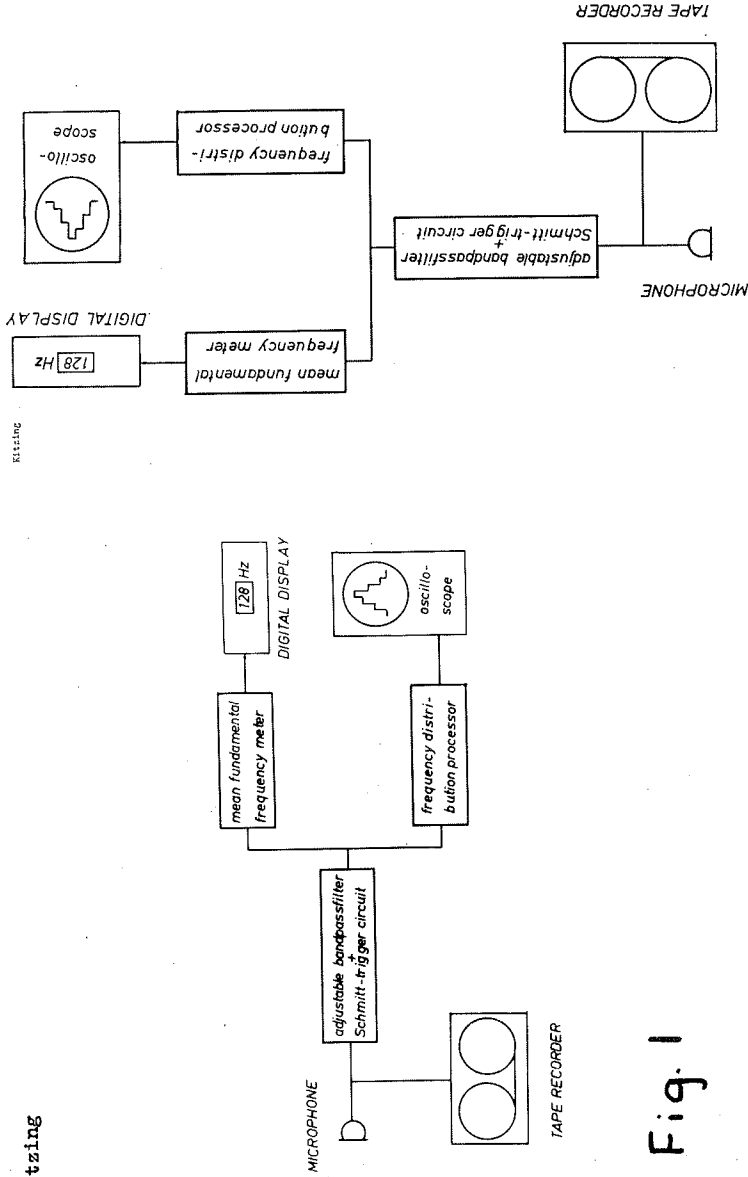 TAPE RECORDER
oscillo-
scope
frequency distri-
bution processor
adjustable bandpassfilter
+
Schmitt-trigger circuit
MICROPHONE
DIGITAL DISPLAY
128 Hz
mean fundamental
frequency meter
Kitzing
tzing
MICROPHONE
TAPE RECORDER
adjustable bandpassfilter
+
Schmitt-trigger circuit
mean fundamental
frequency meter
128 Hz
DIGITAL DISPLAY
frequency distri-
bution processor
oscillo-
scope
Fig. 1